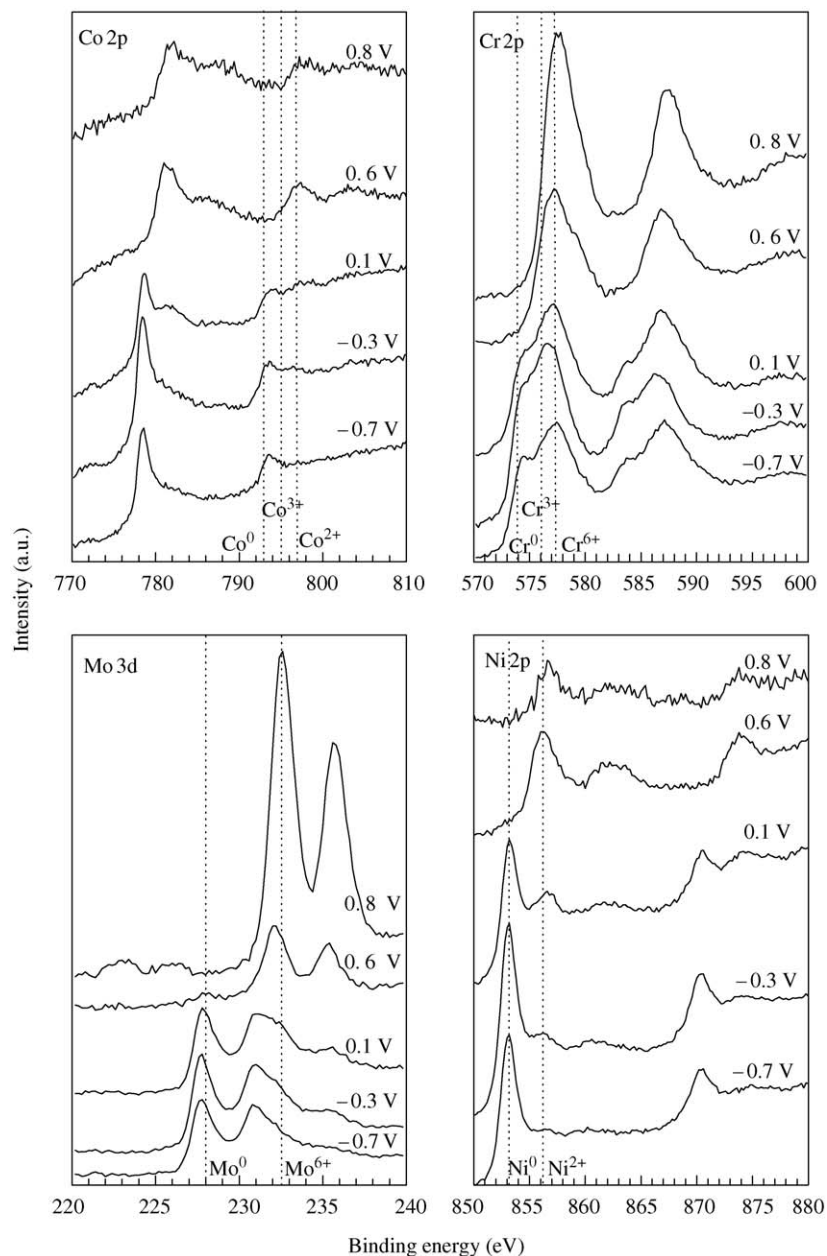 Co 2p
0.8 V
0.6 V
0.1 V
−0.3 V
−0.7 V
Co³⁺
Co⁰
Co²⁺
770 780 790 800 810
Cr 2p
0.8 V
0.6 V
0.1 V
−0.3 V
−0.7 V
Cr³⁺
Cr⁰
Cr⁶⁺
570 575 580 585 590 595 600
Intensity (a.u.)
Mo 3d
0.8 V
0.6 V
0.1 V
−0.3 V
−0.7 V
Mo⁰
Mo⁶⁺
220 225 230 235 240
Ni 2p
0.8 V
0.6 V
0.1 V
−0.3 V
−0.7 V
Ni⁰
Ni²⁺
850 855 860 865 870 875 880
Binding energy (eV)